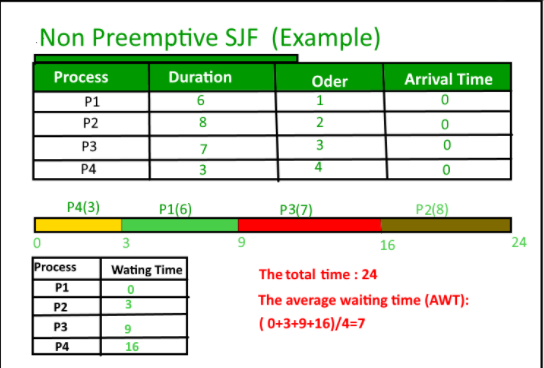 Non Preemptive SJF (Example)
Process Duration Oder Arrival Time
P1 6 1 0
P2 8 2 0
P3 7 3 0
P4 3 4 0
P4(3) P1(6) P3(7) P2(8)
0 3 9 16 24
Process Wating Time
P1 0
P2 3
P3 9
P4 16
The total time : 24
The average waiting time (AWT):
( 0+3+9+16)/4=7